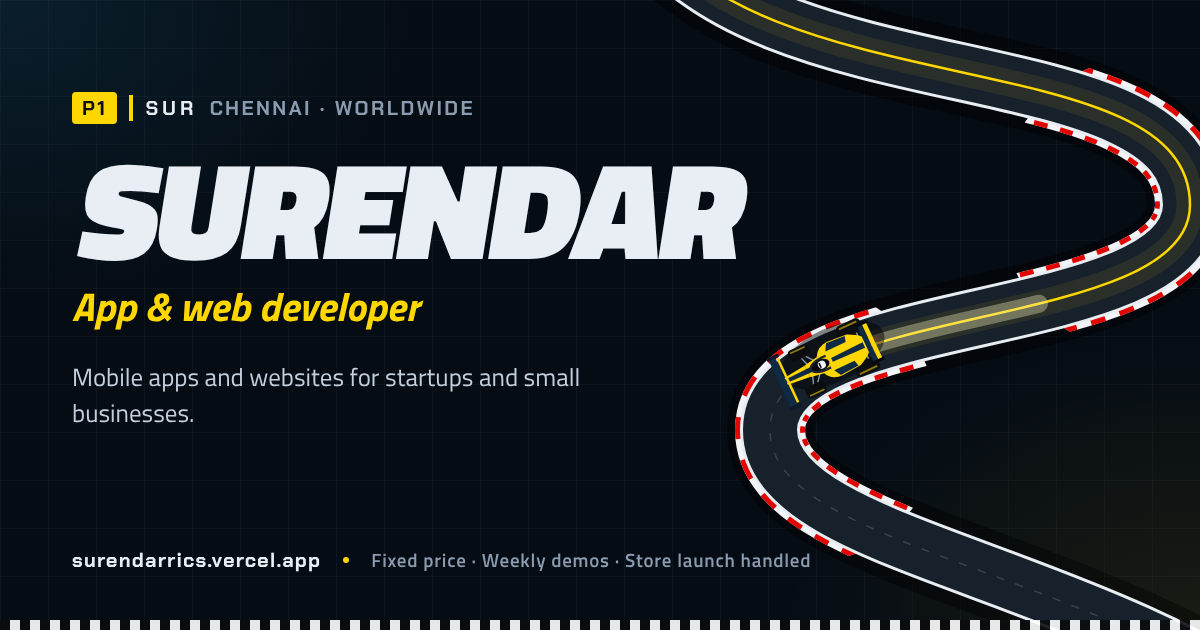 P1 SUR CHENNAI · WORLDWIDE
SURENDAR
App & web developer
Mobile apps and websites for startups and small
businesses.
surendarrics.vercel.app • Fixed price · Weekly demos · Store launch handled